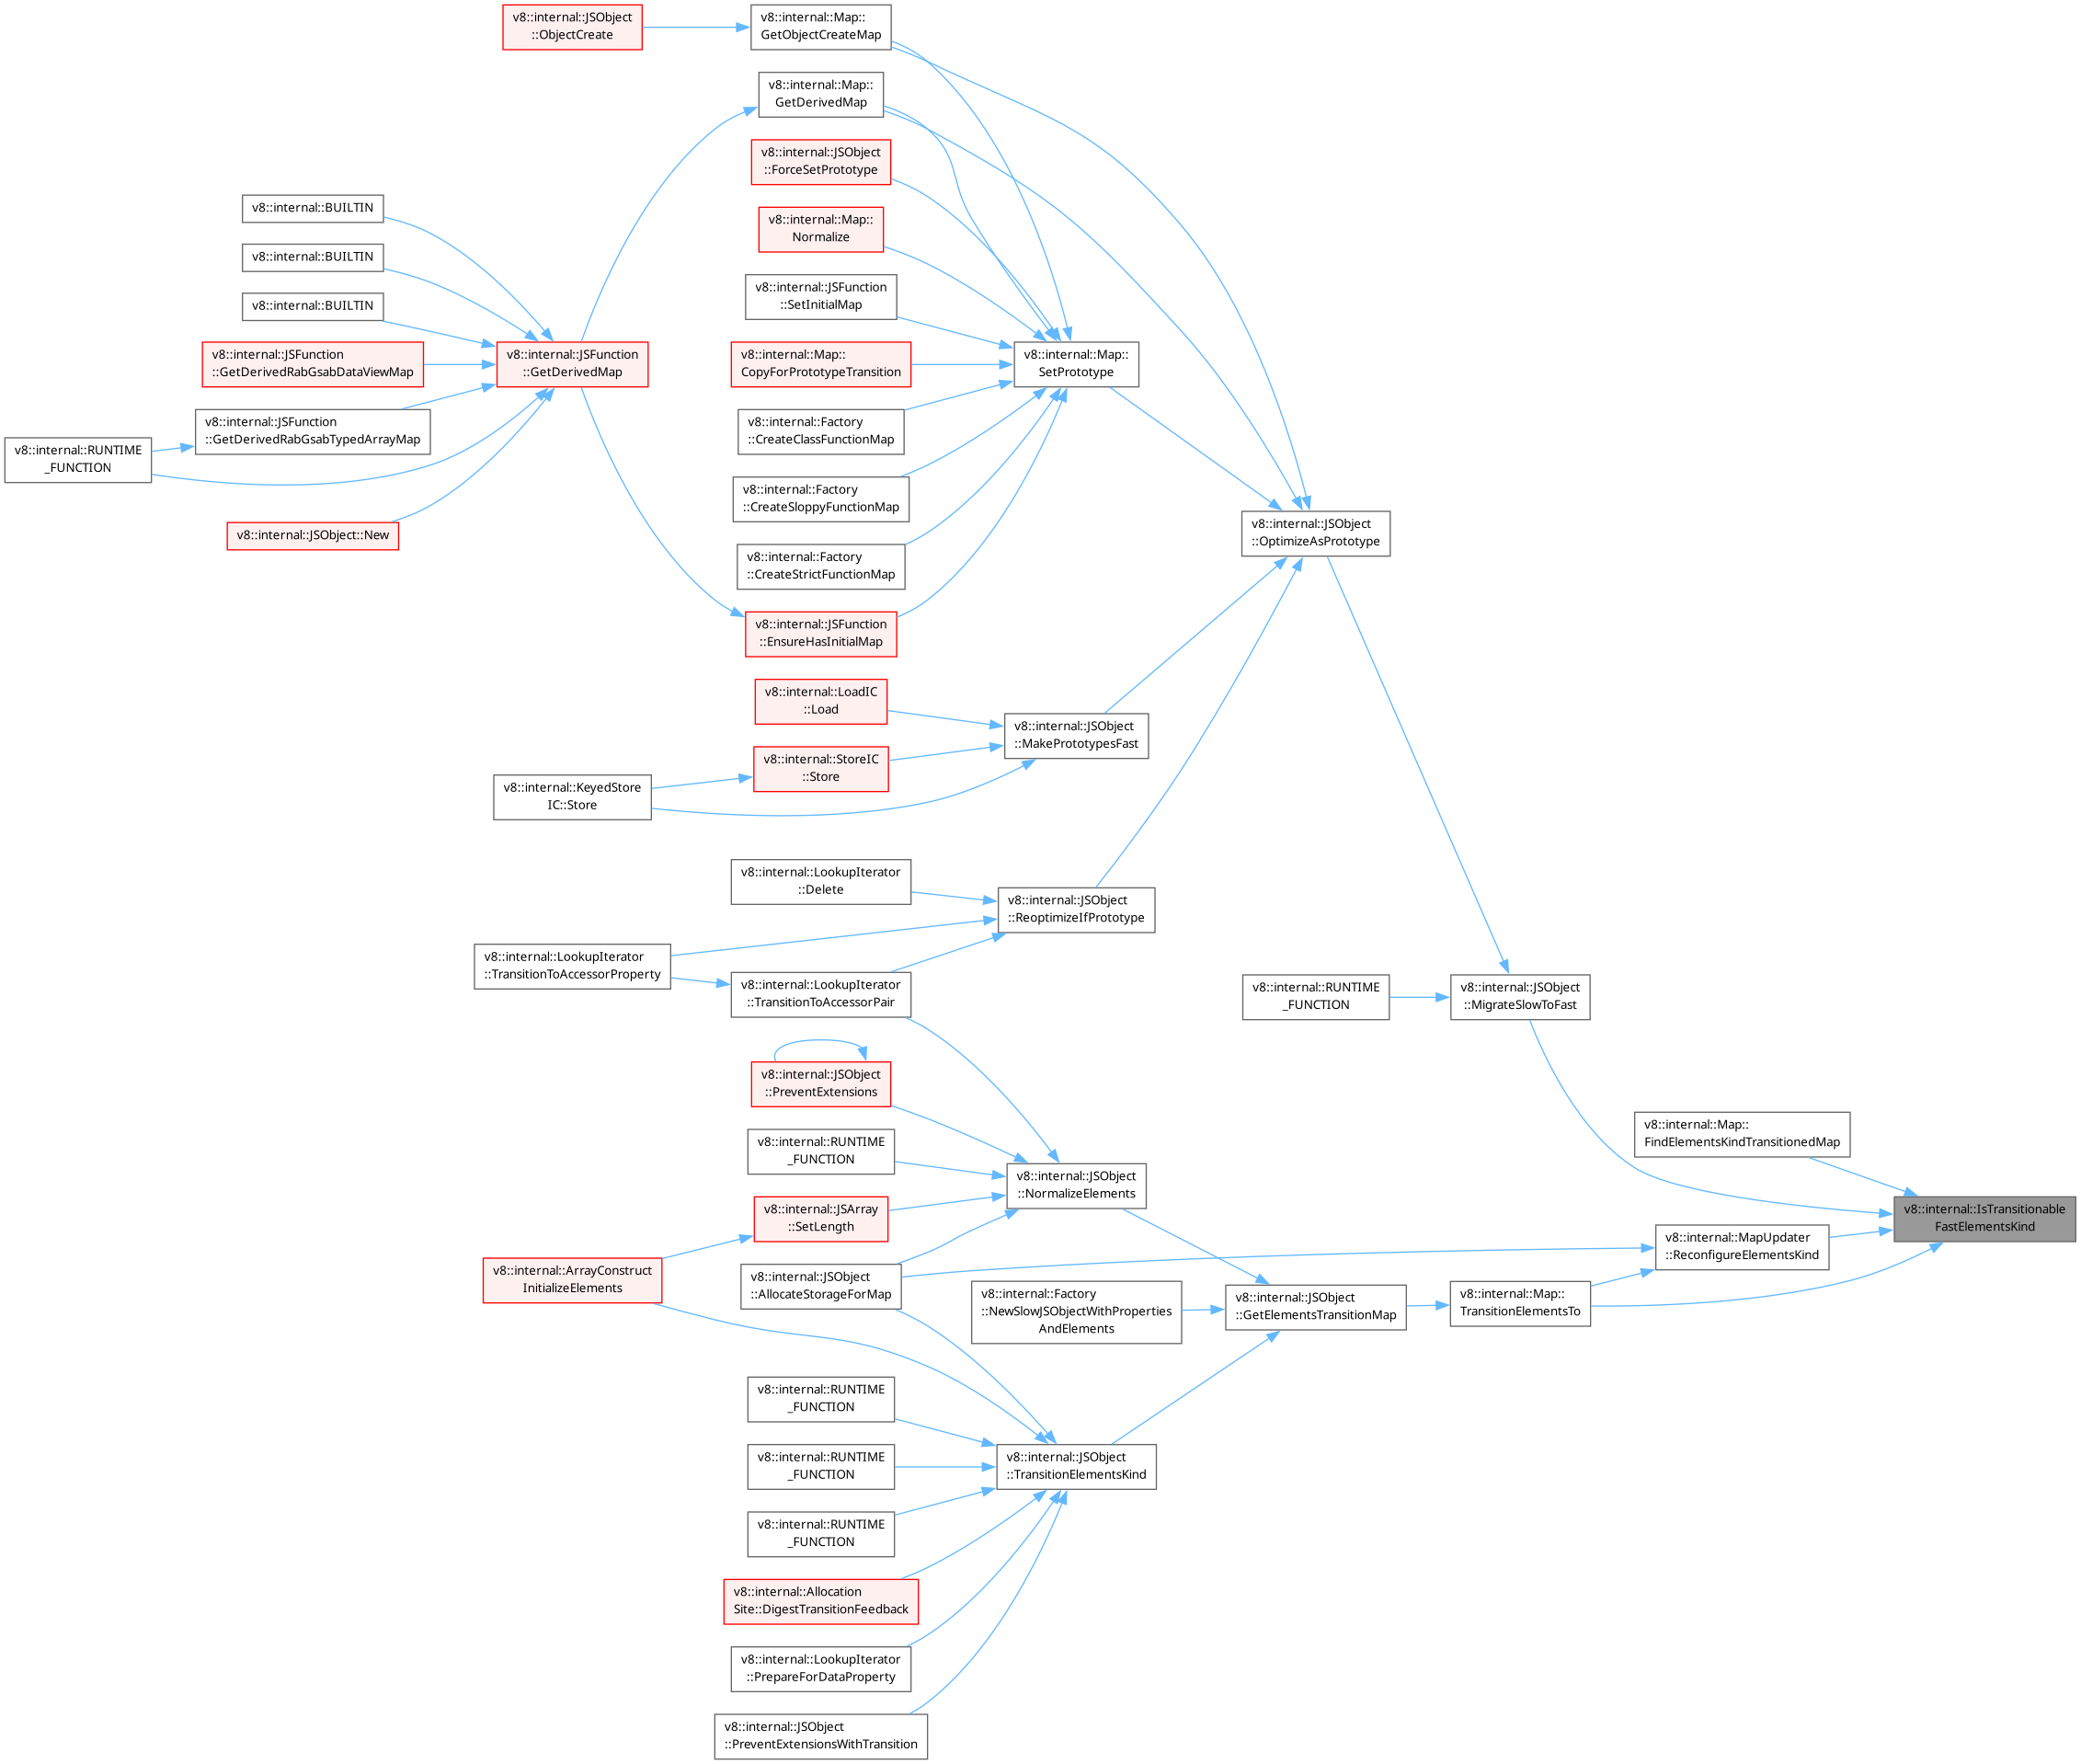 v8::internal::JSObject
::ObjectCreate
v8::internal::Map::
GetObjectCreateMap
v8::internal::Map::
GetDerivedMap
v8::internal::JSObject
::ForceSetPrototype
v8::internal::BUILTIN
v8::internal::Map::
Normalize
v8::internal::BUILTIN
v8::internal::JSFunction
::SetInitialMap
v8::internal::BUILTIN
v8::internal::JSFunction
::GetDerivedRabGsabDataViewMap
v8::internal::JSFunction
::GetDerivedMap
v8::internal::Map::
CopyForPrototypeTransition
v8::internal::Map::
SetPrototype
v8::internal::JSFunction
::GetDerivedRabGsabTypedArrayMap
v8::internal::Factory
::CreateClassFunctionMap
v8::internal::RUNTIME
_FUNCTION
v8::internal::Factory
::CreateSloppyFunctionMap
v8::internal::JSObject::New
v8::internal::JSObject
::OptimizeAsPrototype
v8::internal::Factory
::CreateStrictFunctionMap
v8::internal::JSFunction
::EnsureHasInitialMap
v8::internal::LoadIC
::Load
v8::internal::JSObject
::MakePrototypesFast
v8::internal::StoreIC
::Store
v8::internal::KeyedStore
IC::Store
v8::internal::LookupIterator
::Delete
v8::internal::JSObject
::ReoptimizeIfPrototype
v8::internal::LookupIterator
::TransitionToAccessorProperty
v8::internal::LookupIterator
::TransitionToAccessorPair
v8::internal::RUNTIME
_FUNCTION
v8::internal::JSObject
::MigrateSlowToFast
v8::internal::JSObject
::PreventExtensions
v8::internal::Map::
FindElementsKindTransitionedMap
v8::internal::RUNTIME
_FUNCTION
v8::internal::JSObject
::NormalizeElements
v8::internal::JSArray
::SetLength
v8::internal::IsTransitionable
FastElementsKind
v8::internal::MapUpdater
::ReconfigureElementsKind
v8::internal::ArrayConstruct
InitializeElements
v8::internal::JSObject
::AllocateStorageForMap
v8::internal::Factory
::NewSlowJSObjectWithProperties
AndElements
v8::internal::JSObject
::GetElementsTransitionMap
v8::internal::Map::
TransitionElementsTo
v8::internal::RUNTIME
_FUNCTION
v8::internal::RUNTIME
_FUNCTION
v8::internal::JSObject
::TransitionElementsKind
v8::internal::RUNTIME
_FUNCTION
v8::internal::Allocation
Site::DigestTransitionFeedback
v8::internal::LookupIterator
::PrepareForDataProperty
v8::internal::JSObject
::PreventExtensionsWithTransition